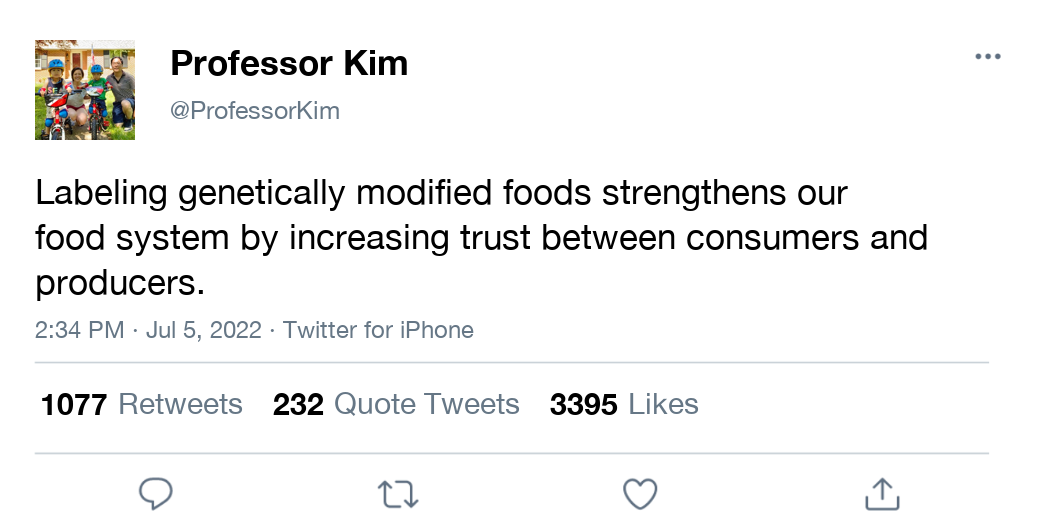 Professor Kim
@ProfessorKim
Labeling genetically modified foods strengthens our
food system by increasing trust between consumers and
producers.
2:34 PM · Jul 5, 2022 · Twitter for iPhone
1077 Retweets 232 Quote Tweets 3395 Likes